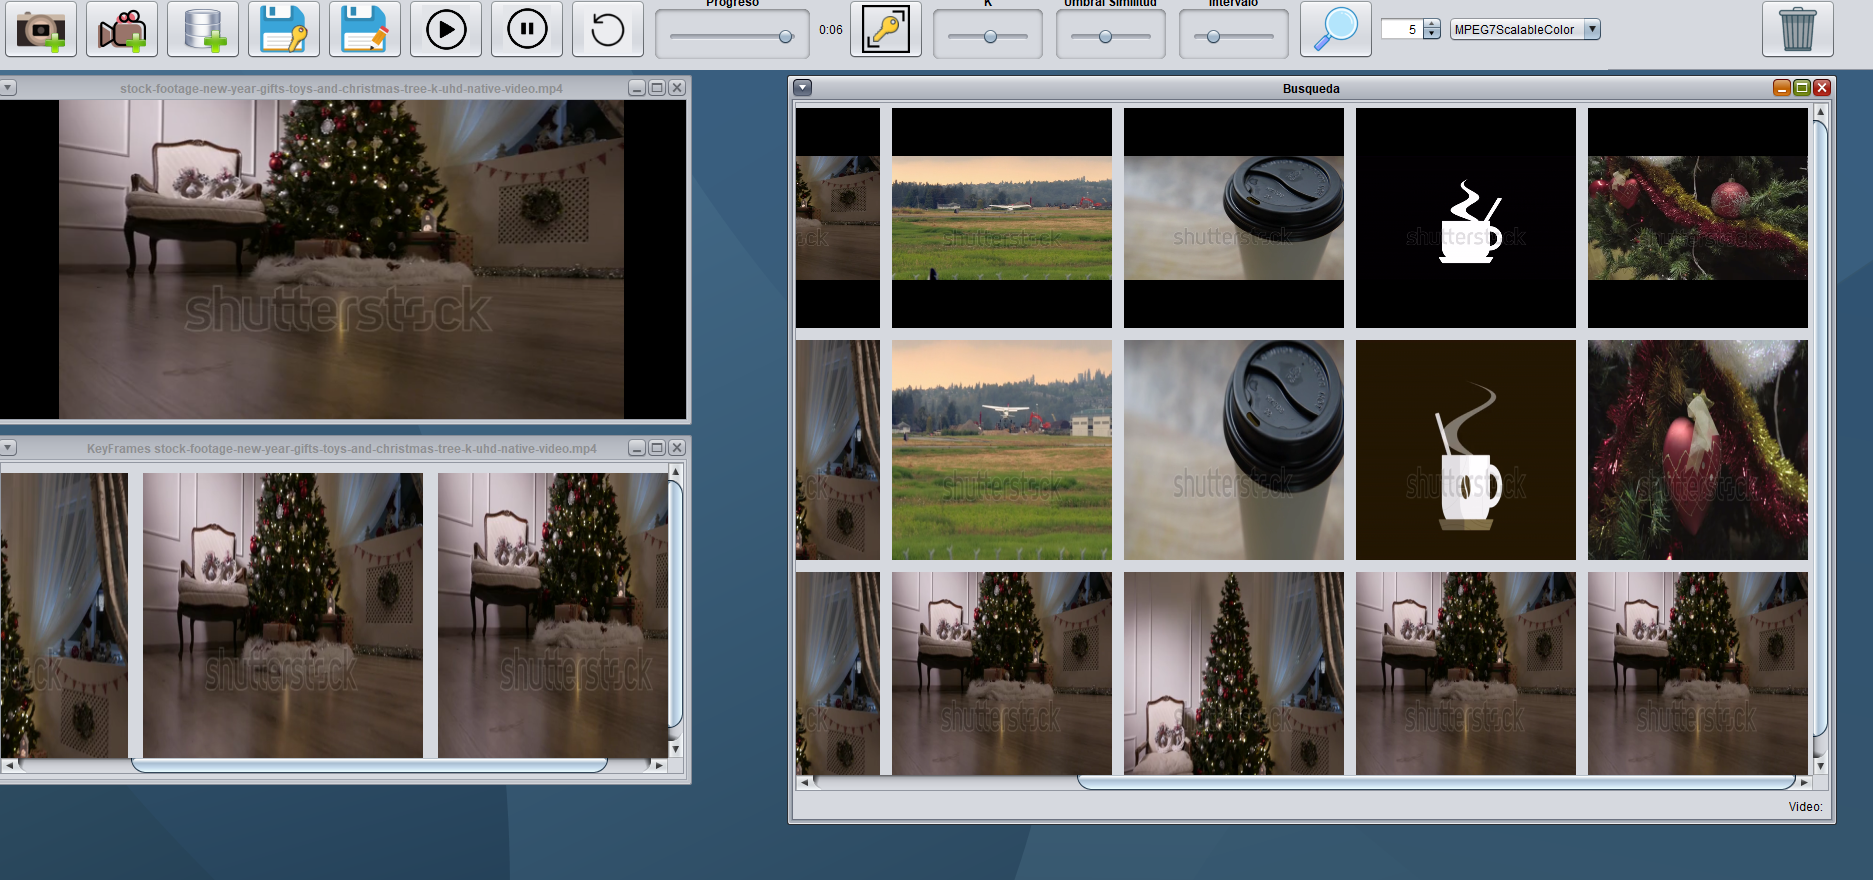 Progreso
K
Umbral Similitud
Intervalo
0:06
5
MPEG7ScalableColor
stock-footage-new-year-gifts-toys-and-christmas-tree-k-uhd-native-video.mp4
shutterstock
KeyFrames stock-footage-new-year-gifts-toys-and-christmas-tree-k-uhd-native-video.mp4
shutterstock
shutterstock
Busqueda
shutterstock
shutterstock
shutterstock
shutterstock
shutterstock
shutterstock
shutterstock
shutterstock
shutterstock
shutterstock
shutterstock
shutterstock
Video: